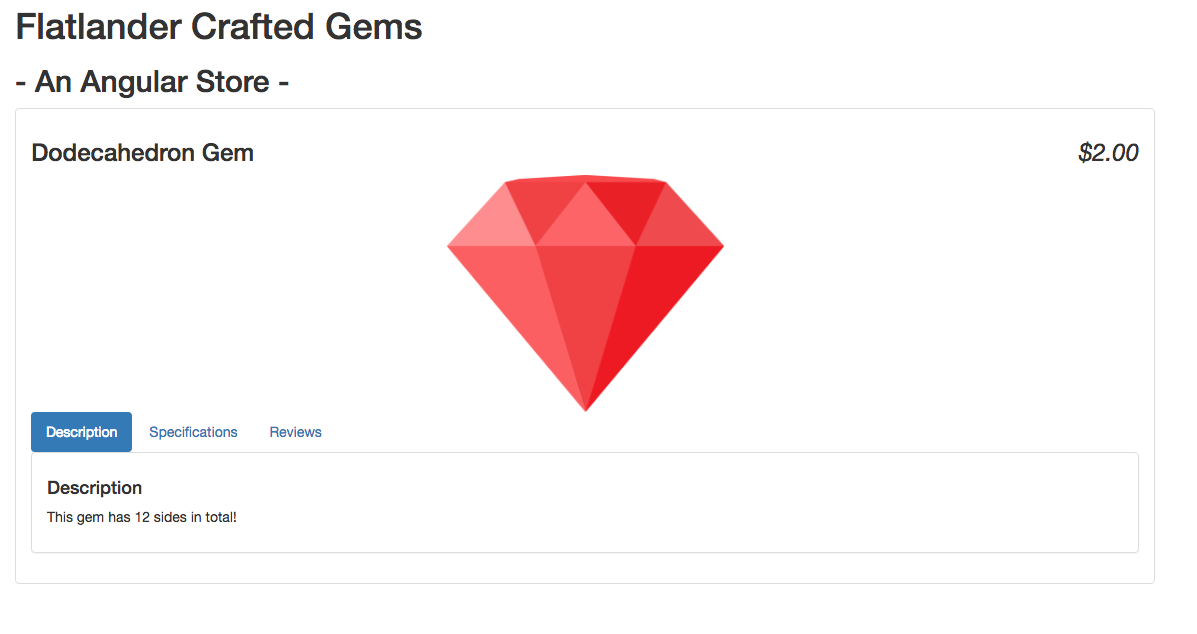 Flatlander Crafted Gems
- An Angular Store -
Dodecahedron Gem $2.00
Description Specifications Reviews
Description
This gem has 12 sides in total!